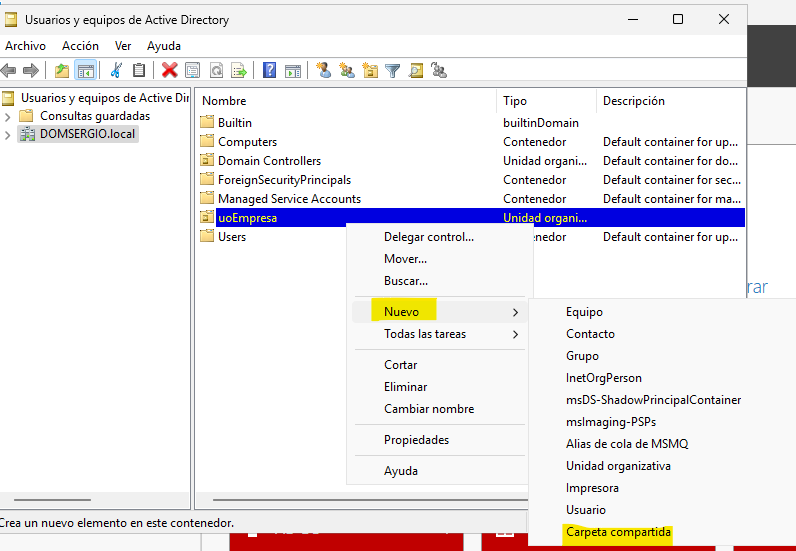 Usuarios y equipos de Active Directory
Archivo Acción Ver Ayuda
Usuarios y equipos de Active Dir
Consultas guardadas
DOMSERGIO.local
Nombre Tipo Descripción
Builtin builtinDomain
Computers Contenedor Default container for up...
Domain Controllers Unidad organi... Default container for do...
ForeignSecurityPrincipals Contenedor Default container for sec...
Managed Service Accounts Contenedor Default container for ma...
uoEmpresa Unidad organi...
Users enedor Default container for up...
Delegar control...
Mover...
Buscar...
Nuevo
Todas las tareas
Cortar
Eliminar
Cambiar nombre
Propiedades
Ayuda
rar
Equipo
Contacto
Grupo
InetOrgPerson
msDS-ShadowPrincipalContainer
msImaging-PSPs
Alias de cola de MSMQ
Unidad organizativa
Impresora
Usuario
Carpeta compartida
Crea un nuevo elemento en este contenedor.